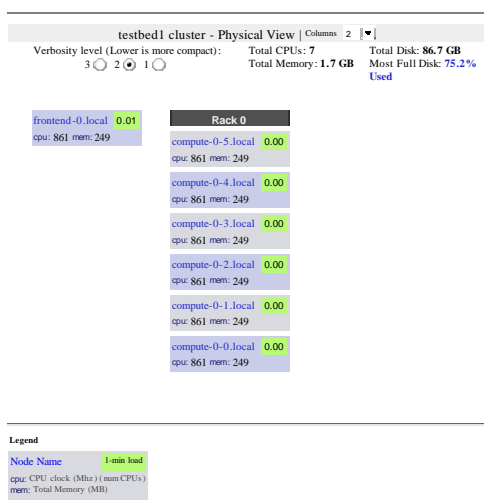 testbed1 cluster - Physical View | Columns 2
Verbosity level (Lower is more compact):
3 2 1
Total CPUs: 7
Total Memory: 1.7 GB
Total Disk: 86.7 GB
Most Full Disk: 75.2%
Used
frontend-0.local 0.01
cpu: 861 mem: 249
Rack 0
compute-0-5.local 0.00
cpu: 861 mem: 249
compute-0-4.local 0.00
cpu: 861 mem: 249
compute-0-3.local 0.00
cpu: 861 mem: 249
compute-0-2.local 0.00
cpu: 861 mem: 249
compute-0-1.local 0.00
cpu: 861 mem: 249
compute-0-0.local 0.00
cpu: 861 mem: 249
Legend
Node Name 1-min load
cpu: CPU clock (Mhz) (num CPUs)
mem: Total Memory (MB)